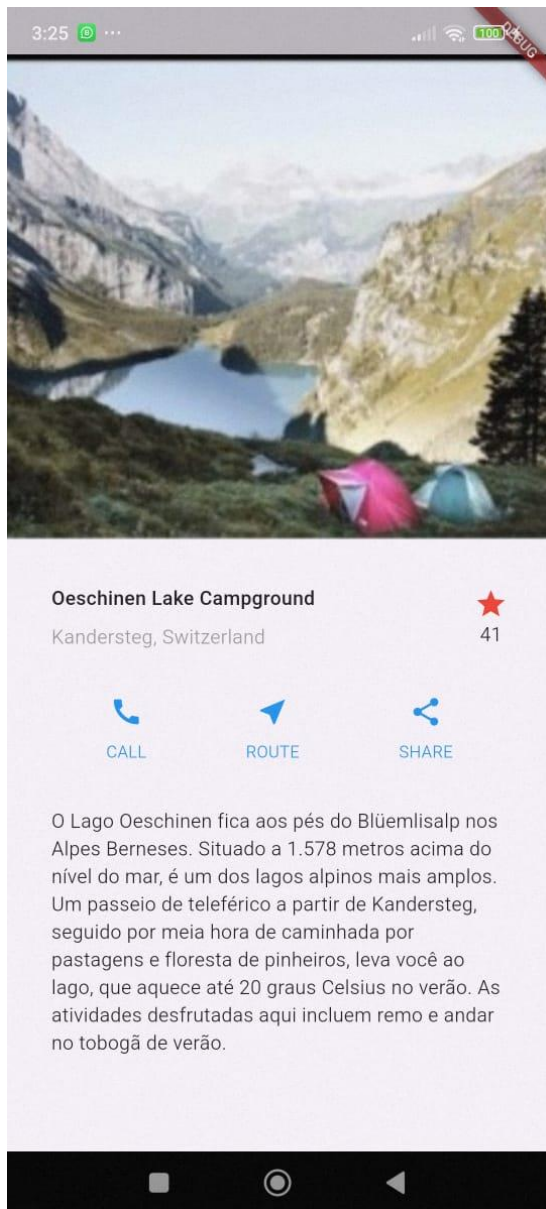 3:25
100
DEBUG
Oeschinen Lake Campground
Kandersteg, Switzerland
41
CALL ROUTE SHARE
O Lago Oeschinen fica aos pés do Blüemlisalp nos
Alpes Berneses. Situado a 1.578 metros acima do
nível do mar, é um dos lagos alpinos mais amplos.
Um passeio de teleférico a partir de Kandersteg,
seguido por meia hora de caminhada por
pastagens e floresta de pinheiros, leva você ao
lago, que aquece até 20 graus Celsius no verão. As
atividades desfrutadas aqui incluem remo e andar
no tobogã de verão.